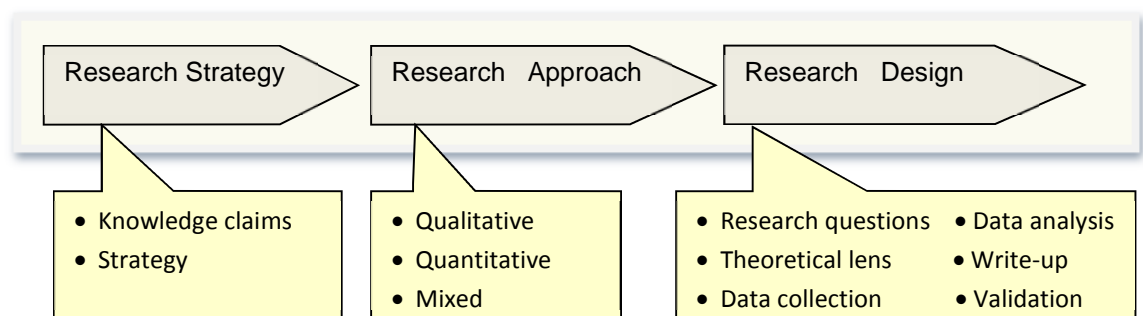 Research Strategy
Research Approach
Research Design
• Knowledge claims
• Strategy
• Qualitative
• Quantitative
• Mixed
• Research questions
• Theoretical lens
• Data collection
• Data analysis
• Write-up
• Validation